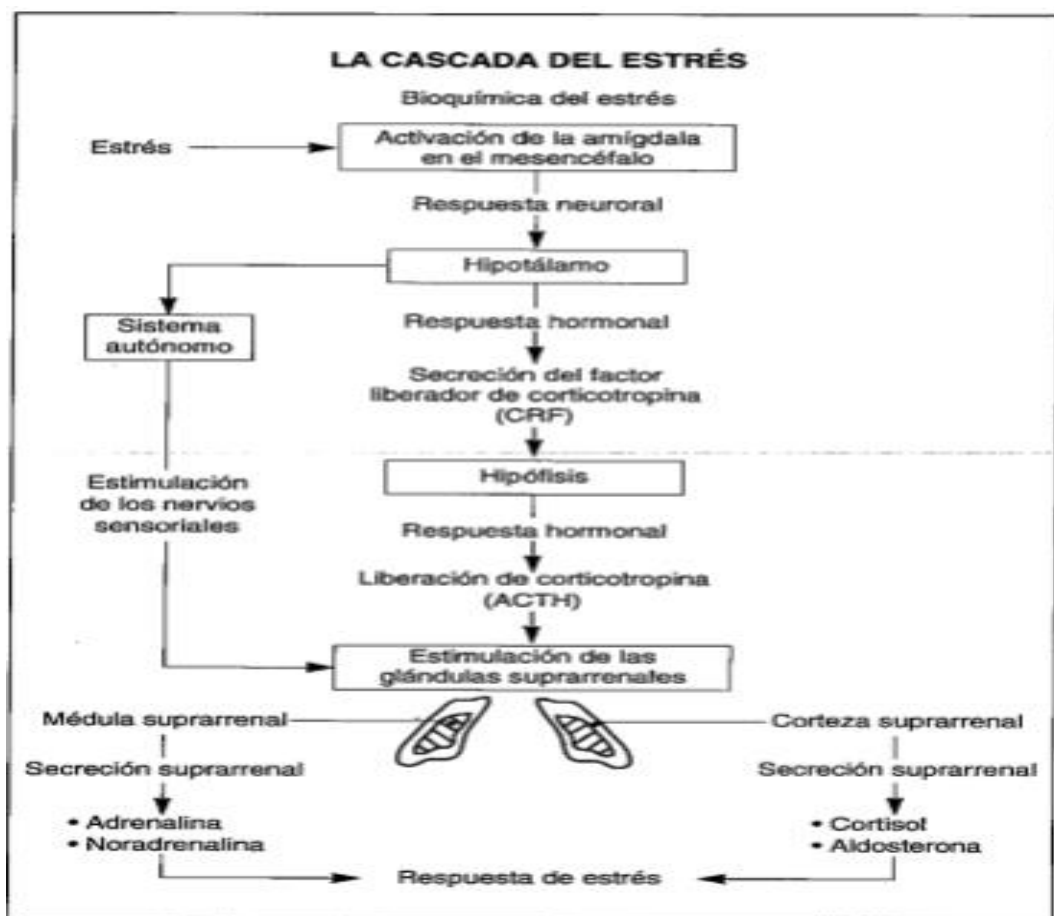 LA CASCADA DEL ESTRÉS
Bioquímica del estrés
Estrés
Activación de la amígdala
en el mesencéfalo
Respuesta neuroral
Hipotálamo
Sistema
autónomo
Respuesta hormonal
Secreción del factor
liberador de corticotropina
(CRF)
Hipófisis
Estimulación
de los nervios
sensoriales
Respuesta hormonal
Liberación de corticotropina
(ACTH)
Estimulación de las
glándulas suprarrenales
Médula suprarrenal
Corteza suprarrenal
Secreción suprarrenal
Secreción suprarrenal
• Adrenalina
• Noradrenalina
• Cortisol
• Aldosterona
Respuesta de estrés